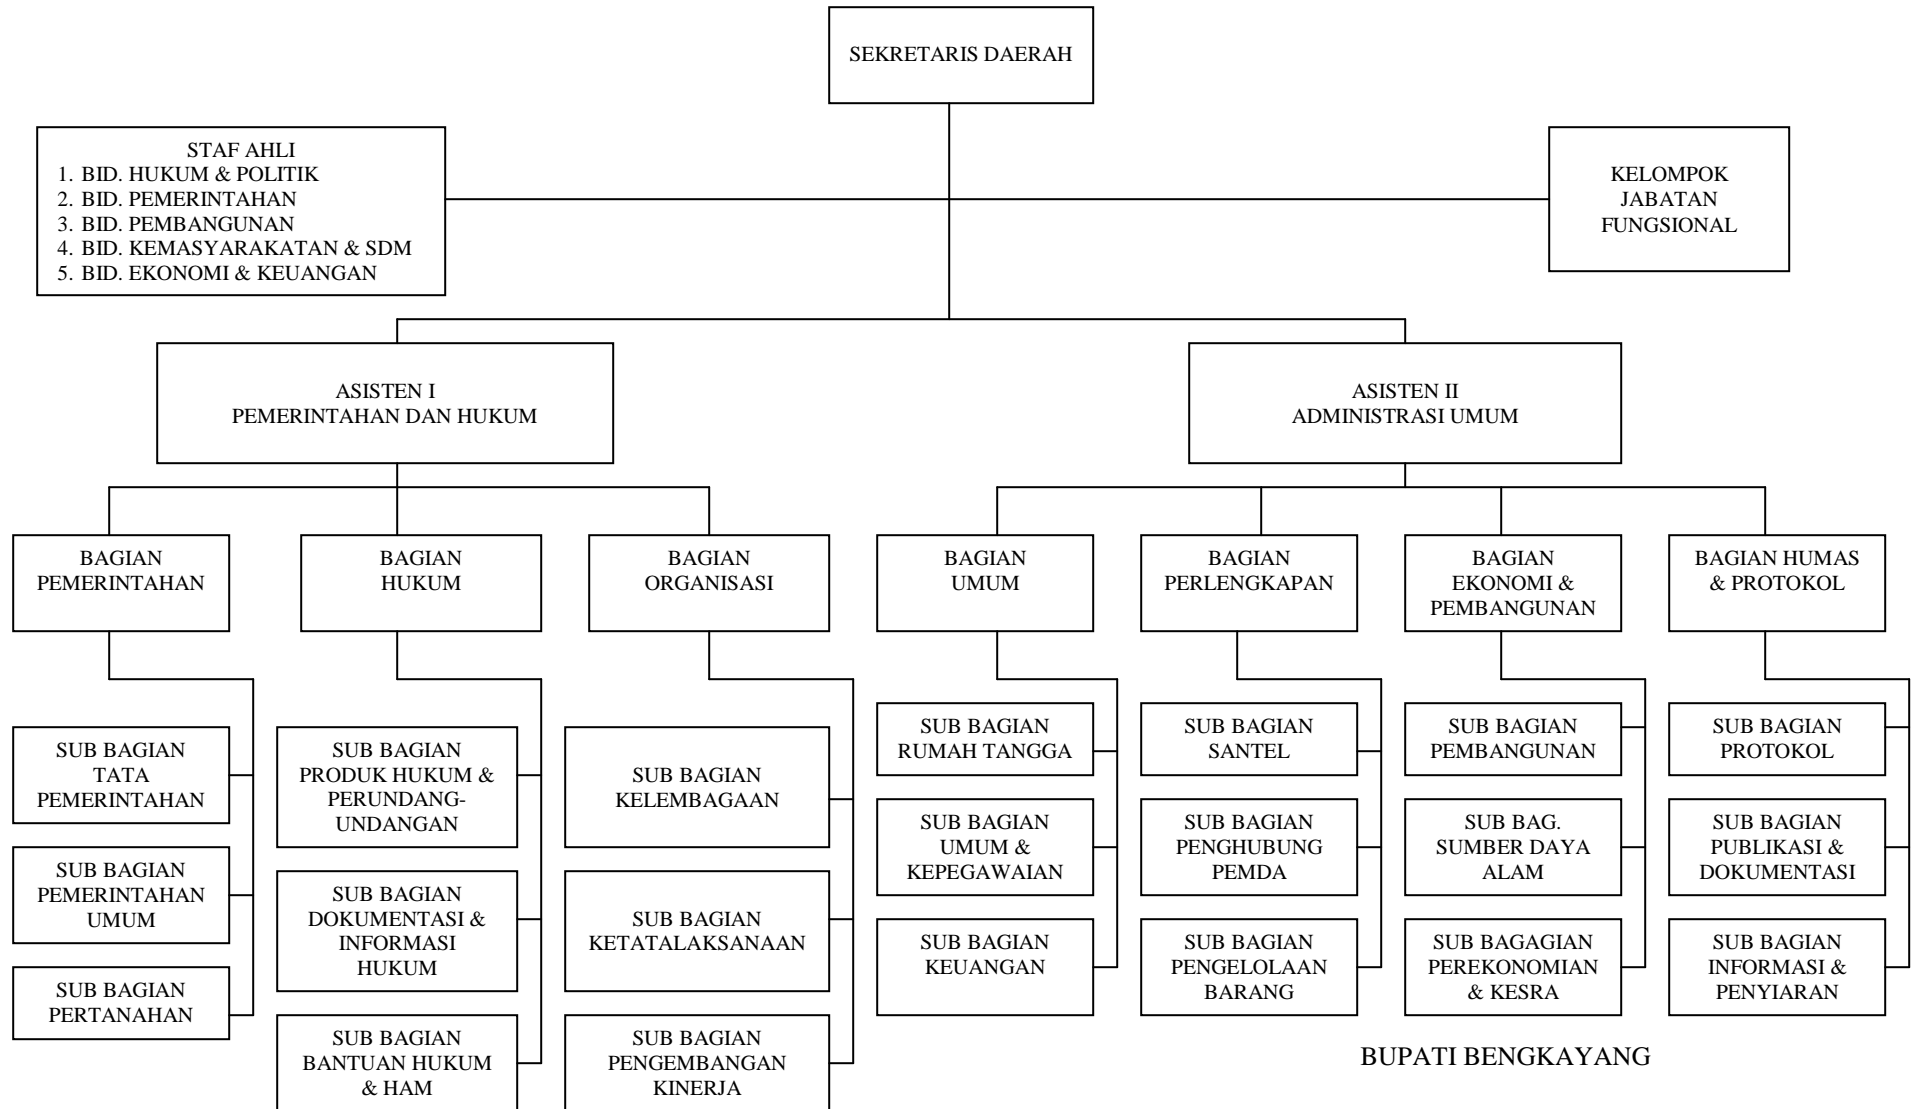 SEKRETARIS DAERAH
STAF AHLI
1. BID. HUKUM & POLITIK
2. BID. PEMERINTAHAN
3. BID. PEMBANGUNAN
4. BID. KEMASYARAKATAN & SDM
5. BID. EKONOMI & KEUANGAN
KELOMPOK
JABATAN
FUNGSIONAL
ASISTEN I
PEMERINTAHAN DAN HUKUM
ASISTEN II
ADMINISTRASI UMUM
BAGIAN
PEMERINTAHAN
BAGIAN
HUKUM
BAGIAN
ORGANISASI
BAGIAN
UMUM
BAGIAN
PERLENGKAPAN
BAGIAN
EKONOMI &
PEMBANGUNAN
BAGIAN HUMAS
& PROTOKOL
SUB BAGIAN
TATA
PEMERINTAHAN
SUB BAGIAN
PEMERINTAHAN
UMUM
SUB BAGIAN
PERTANAHAN
SUB BAGIAN
PRODUK HUKUM &
PERUNDANG-
UNDANGAN
SUB BAGIAN
DOKUMENTASI &
INFORMASI
HUKUM
SUB BAGIAN
BANTUAN HUKUM
& HAM
SUB BAGIAN
KELEMBAGAAN
SUB BAGIAN
KETATALAKSANAAN
SUB BAGIAN
PENGEMBANGAN
KINERJA
SUB BAGIAN
RUMAH TANGGA
SUB BAGIAN
UMUM &
KEPEGAWAIAN
SUB BAGIAN
KEUANGAN
SUB BAGIAN
SANTEL
SUB BAGIAN
PENGHUBUNG
PEMDA
SUB BAGIAN
PENGELOLAAN
BARANG
SUB BAGIAN
PEMBANGUNAN
SUB BAG.
SUMBER DAYA
ALAM
SUB BAGAGIAN
PEREKONOMIAN
& KESRA
SUB BAGIAN
PROTOKOL
SUB BAGIAN
PUBLIKASI &
DOKUMENTASI
SUB BAGIAN
INFORMASI &
PENYIARAN
BUPATI BENGKAYANG